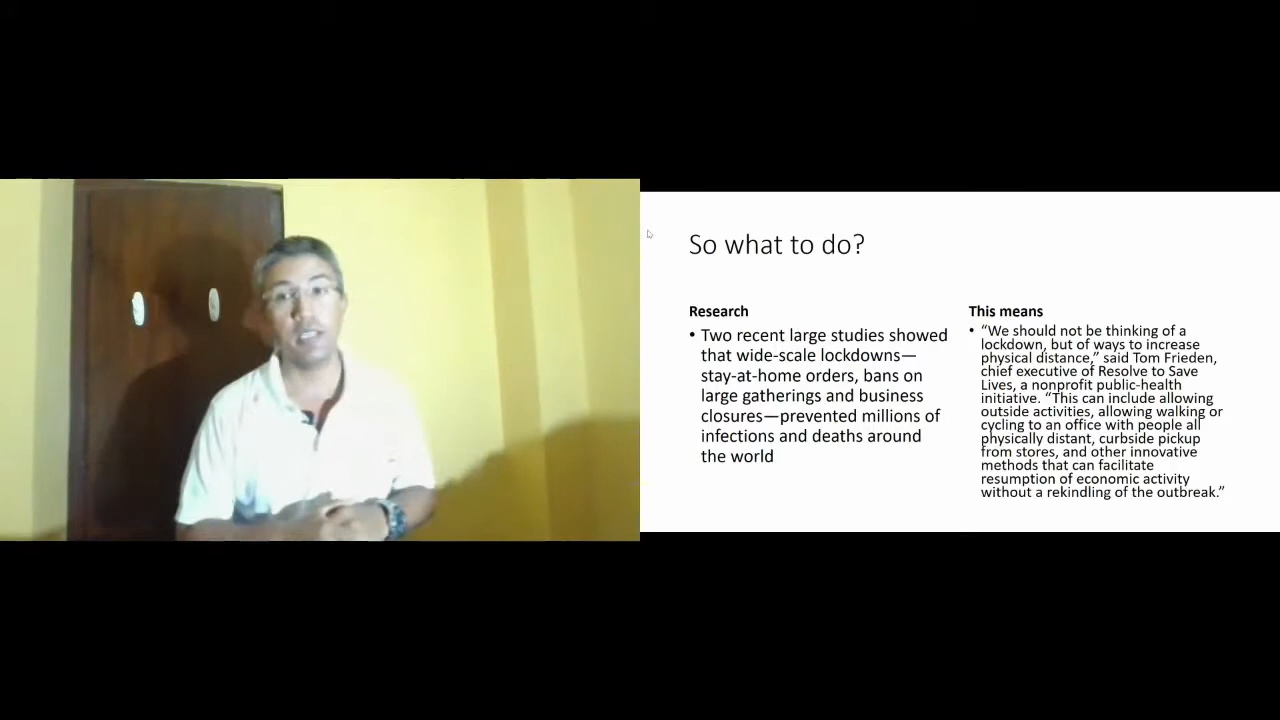 So what to do?
Research
• Two recent large studies showed
that wide-scale lockdowns—
stay-at-home orders, bans on
large gatherings and business
closures—prevented millions of
infections and deaths around
the world
This means
• “We should not be thinking of a
lockdown, but of ways to increase
physical distance,” said Tom Frieden,
chief executive of Resolve to Save
Lives, a nonprofit public-health
initiative. “This can include allowing
outside activities, allowing walking or
cycling to an office with people all
physically distant, curbside pickup
from stores, and other innovative
methods that can facilitate
resumption of economic activity
without a rekindling of the outbreak.”